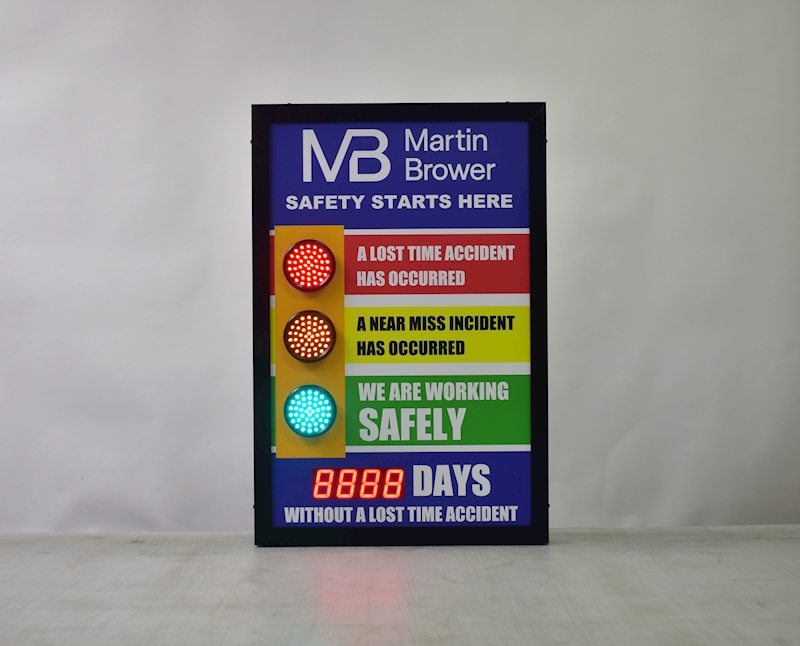 MB Martin
Brower
SAFETY STARTS HERE
A LOST TIME ACCIDENT
HAS OCCURRED
A NEAR MISS INCIDENT
HAS OCCURRED
WE ARE WORKING
SAFELY
8888 DAYS
WITHOUT A LOST TIME ACCIDENT